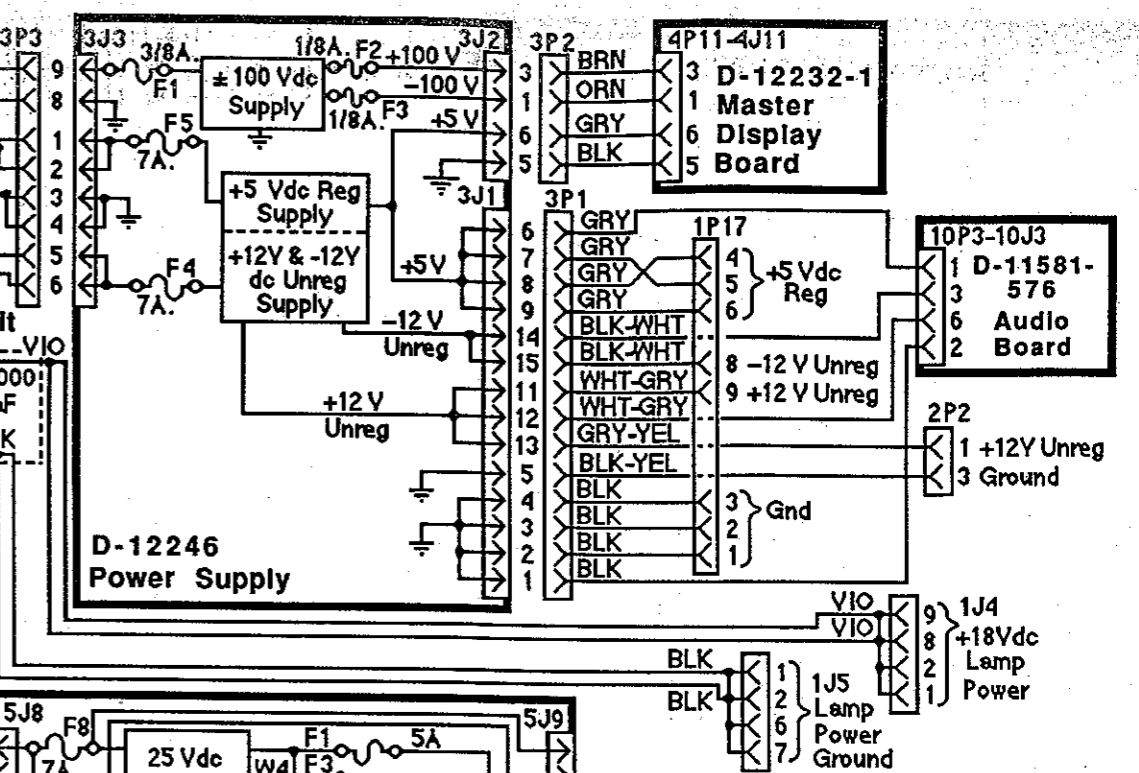 3P3
3J3
3/8A.
F1
± 100 Vdc
Supply
1/8A. F2
+100 V
-100 V
1/8A. F3
+5 V
3J2
3P2
9
8
1
2
3
4
5
6
F5
7A.
F4
7A.
+5 Vdc Reg
Supply
+12V & -12V
dc Unreg
Supply
3
1
6
5
BRN
ORN
GRY
BLK
4P11-4J11
3
1
6
5
D-12232-1
Master
Display
Board
3J1
3P1
+5V
-12 V
Unreg
+12 V
Unreg
6
7
8
9
14
15
11
12
13
5
4
3
2
1
GRY
GRY
GRY
GRY
BLK-WHT
BLK-WHT
WHT-GRY
WHT-GRY
GRY-YEL
BLK-YEL
BLK
BLK
BLK
BLK
1P17
4
5
6
+5 Vdc
Reg
8 -12 V Unreg
9 +12 V Unreg
3
2
1
Gnd
10P3-10J3
1
3
6
2
D-11581-
576
Audio
Board
2P2
1 +12V Unreg
3 Ground
D-12246
Power Supply
VIO
000
K
VIO
VIO
9
8
2
1
1J4
+18Vdc
Lamp
Power
BLK
BLK
1
2
6
7
1J5
Lamp
Power
Ground
5J8
F8
7A
25 Vdc
W4
F1
F3
5A
5J9